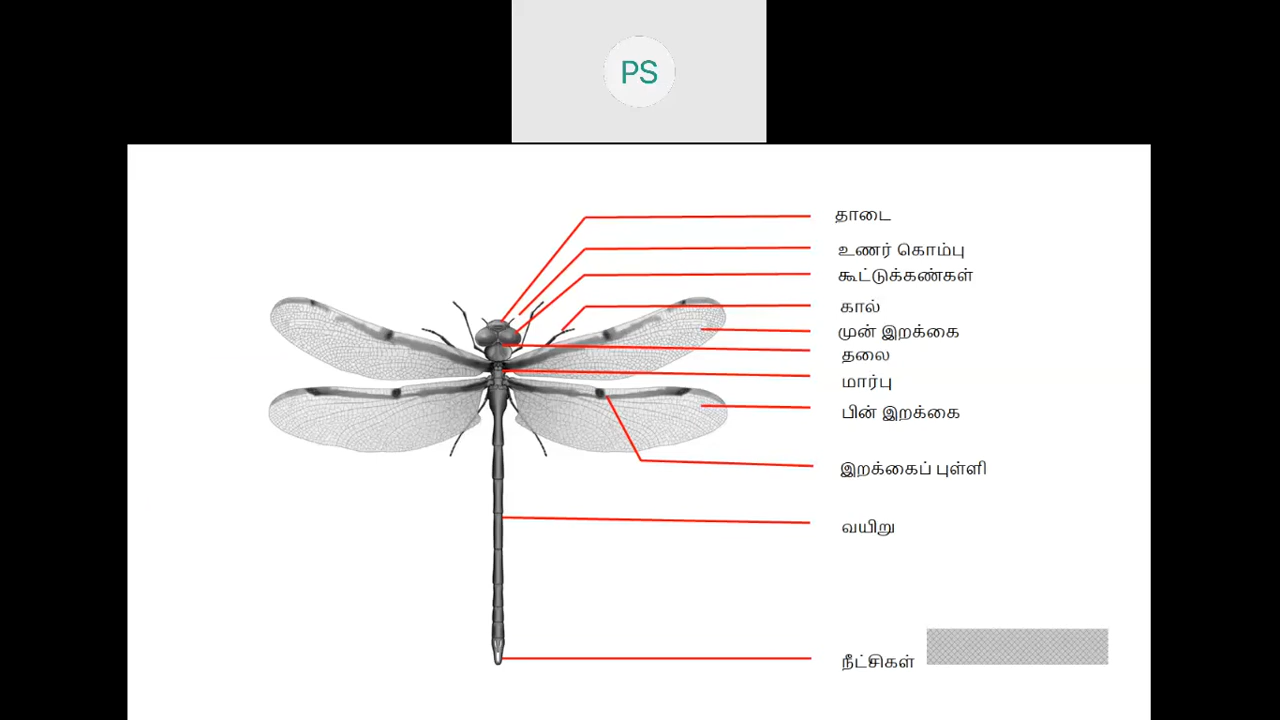 PS
தாடை
உணர் கொம்பு
கூட்டுக்கண்கள்
கால்
முன் இறக்கை
தலை
மார்பு
பின் இறக்கை
இறக்கைப் புள்ளி
வயிறு
நீட்சிகள்